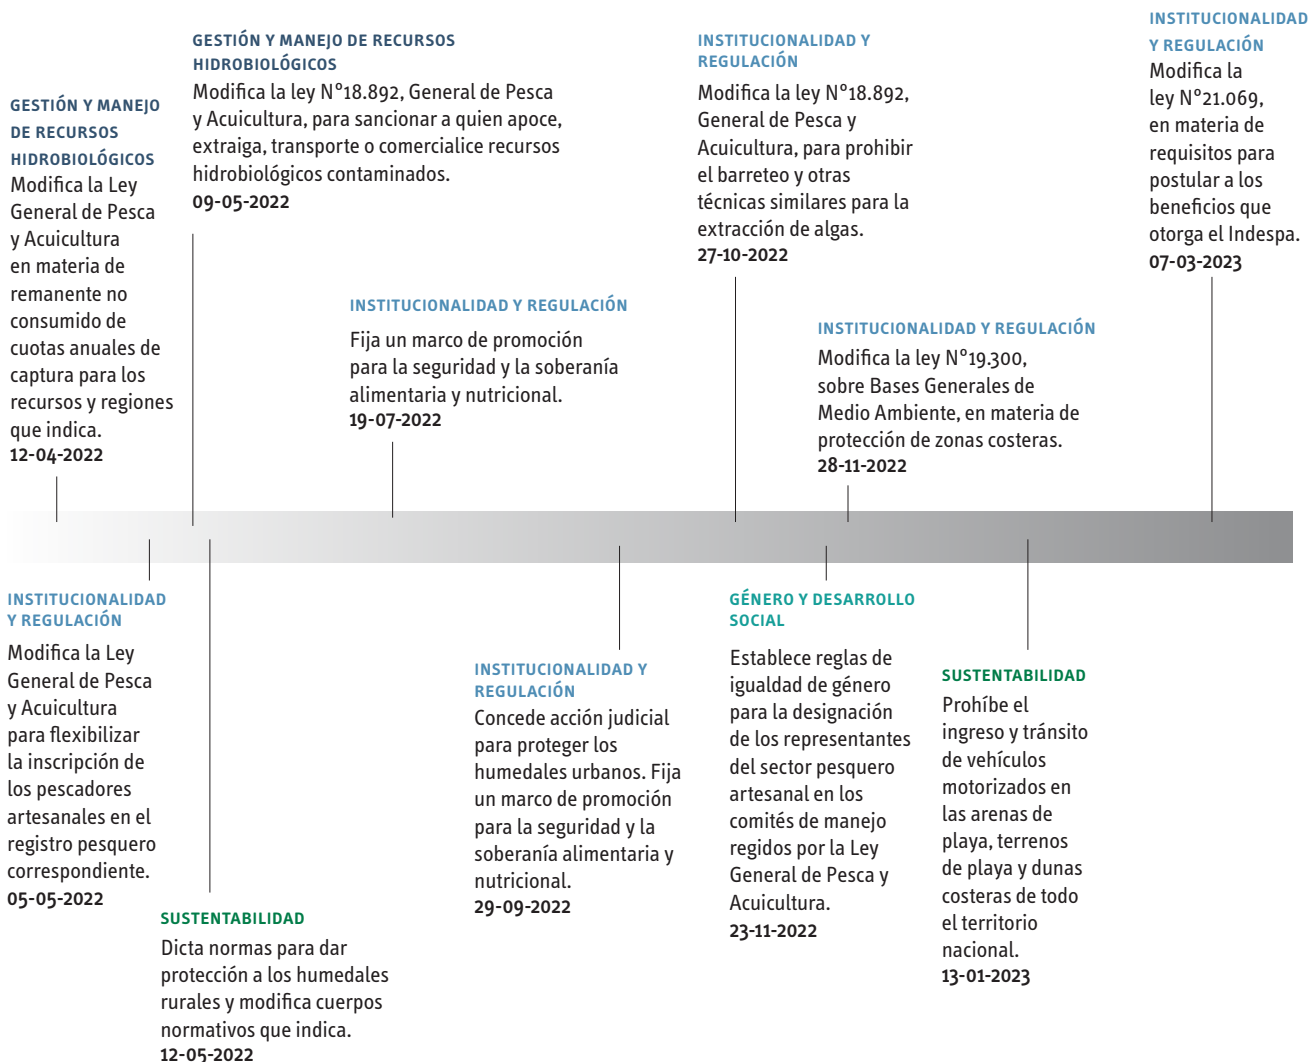 GESTIÓN Y MANEJO
DE RECURSOS
HIDROBIOLÓGICOS
Modifica la Ley
General de Pesca
y Acuicultura
en materia de
remanente no
consumido de
cuotas anuales de
captura para los
recursos y regiones
que indica.
12-04-2022
GESTIÓN Y MANEJO DE RECURSOS
HIDROBIOLÓGICOS
Modifica la ley N°18.892, General de Pesca
y Acuicultura, para sancionar a quien apoce,
extraiga, transporte o comercialice recursos
hidrobiológicos contaminados.
09-05-2022
INSTITUCIONALIDAD Y REGULACIÓN
Fija un marco de promoción
para la seguridad y la soberanía
alimentaria y nutricional.
19-07-2022
INSTITUCIONALIDAD Y
REGULACIÓN
Modifica la ley N°18.892,
General de Pesca y
Acuicultura, para prohibir
el barreteo y otras
técnicas similares para la
extracción de algas.
27-10-2022
INSTITUCIONALIDAD Y REGULACIÓN
Modifica la ley N°19.300,
sobre Bases Generales de
Medio Ambiente, en materia de
protección de zonas costeras.
28-11-2022
INSTITUCIONALIDAD
Y REGULACIÓN
Modifica la
ley N°21.069,
en materia de
requisitos para
postular a los
beneficios que
otorga el Indespa.
07-03-2023
INSTITUCIONALIDAD
Y REGULACIÓN
Modifica la Ley
General de Pesca
y Acuicultura
para flexibilizar
la inscripción de
los pescadores
artesanales en el
registro pesquero
correspondiente.
05-05-2022
SUSTENTABILIDAD
Dicta normas para dar
protección a los humedales
rurales y modifica cuerpos
normativos que indica.
12-05-2022
INSTITUCIONALIDAD Y
REGULACIÓN
Concede acción judicial
para proteger los
humedales urbanos. Fija
un marco de promoción
para la seguridad y la
soberanía alimentaria y
nutricional.
29-09-2022
GÉNERO Y DESARROLLO
SOCIAL
Establece reglas de
igualdad de género
para la designación
de los representantes
del sector pesquero
artesanal en los
comités de manejo
regidos por la Ley
General de Pesca y
Acuicultura.
23-11-2022
SUSTENTABILIDAD
Prohíbe el
ingreso y tránsito
de vehículos
motorizados en
las arenas de
playa, terrenos
de playa y dunas
costeras de todo
el territorio
nacional.
13-01-2023